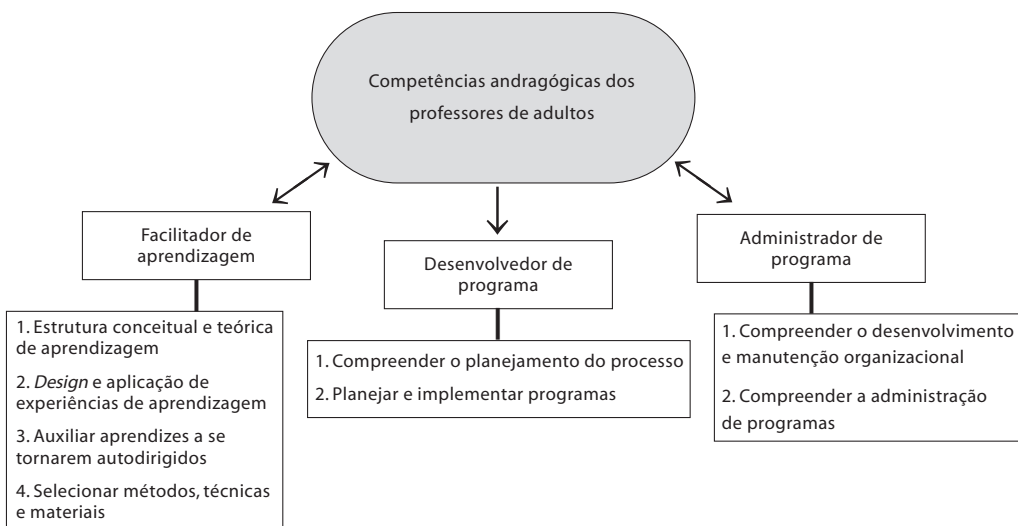 Competências andragógicas dos
professores de adultos
Facilitador de
aprendizagem
1. Estrutura conceitual e teórica
de aprendizagem
2. Design e aplicação de
experiências de aprendizagem
3. Auxiliar aprendizes a se
tornarem autodirigidos
4. Selecionar métodos, técnicas
e materiais
Desenvolvedor de
programa
1. Compreender o planejamento do processo
2. Planejar e implementar programas
Administrador de
programa
1. Compreender o desenvolvimento
e manutenção organizacional
2. Compreender a administração
de programas